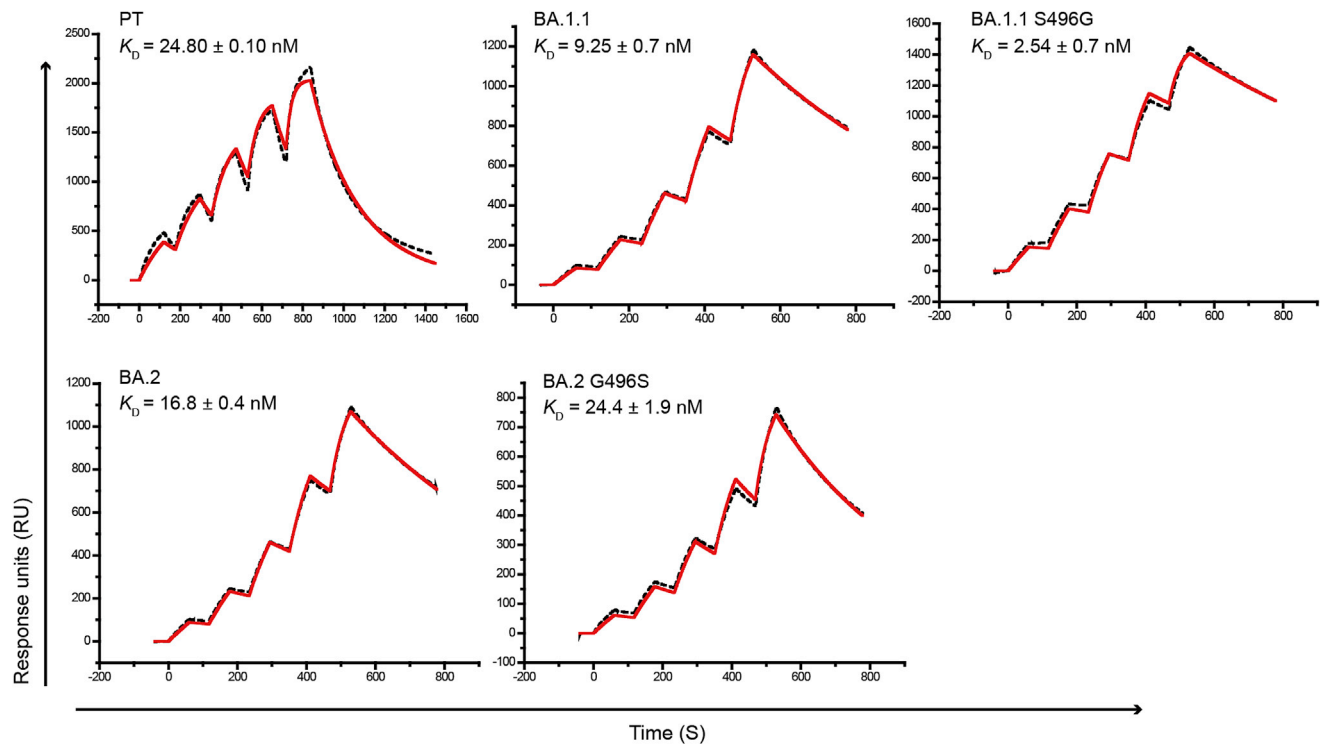 PT
K_D = 24.80 ± 0.10 nM
2500
2000
1500
1000
500
0
-200 0 200 400 600 800 1000 1200 1400 1600
BA.1.1
K_D = 9.25 ± 0.7 nM
1200
1000
800
600
400
200
0
0 200 400 600 800
BA.1.1 S496G
K_D = 2.54 ± 0.7 nM
1600
1400
1200
1000
800
600
400
200
0
-200
-200 0 200 400 600 800 1000
BA.2
K_D = 16.8 ± 0.4 nM
1200
1000
800
600
400
200
0
-200 0 200 400 600 800
BA.2 G496S
K_D = 24.4 ± 1.9 nM
800
700
600
500
400
300
200
100
0
-100
-200 0 200 400 600 800
Response units (RU)
Time (S)